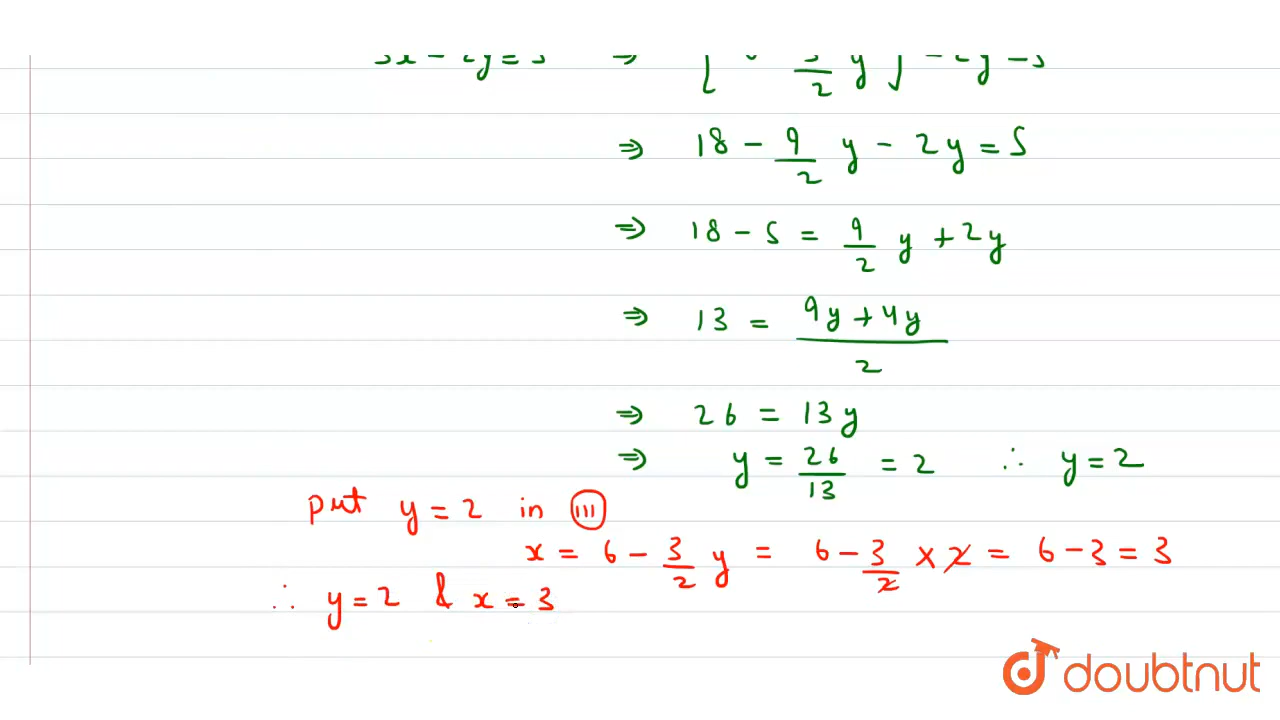 ⇒ 18 - 9/2 y - 2y = 5
⇒ 18 - 5 = 9/2 y + 2y
⇒ 13 = (9y + 4y)/2
⇒ 26 = 13y
⇒ y = 26/13 = 2 ∴ y = 2
put y = 2 in (III)
x = 6 - 3/2 y = 6 - 3/2 × 2 = 6 - 3 = 3
∴ y = 2 & x = 3
doubtnut